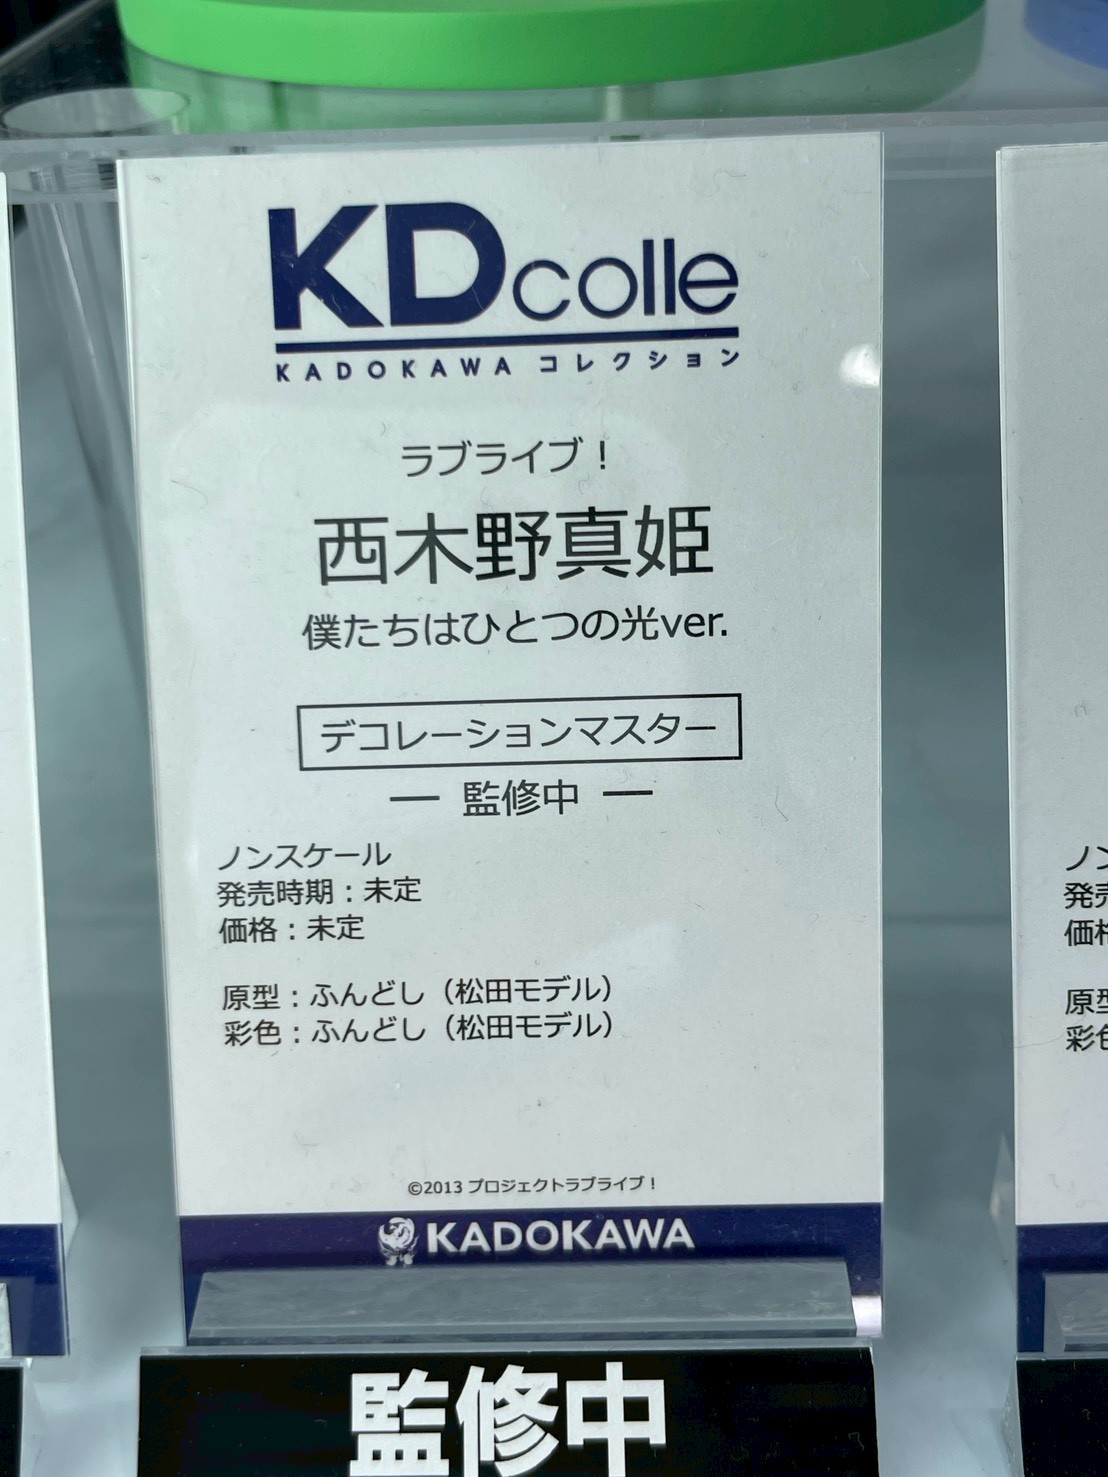 KDcolle
KADOKAWA コレクション
ラブライブ！
西木野真姫
僕たちはひとつの光ver.
デコレーションマスター
― 監修中 ―
ノンスケール
発売時期：未定
価格：未定
原型：ふんどし（松田モデル）
彩色：ふんどし（松田モデル）
©2013 プロジェクトラブライブ！
KADOKAWA
監修中